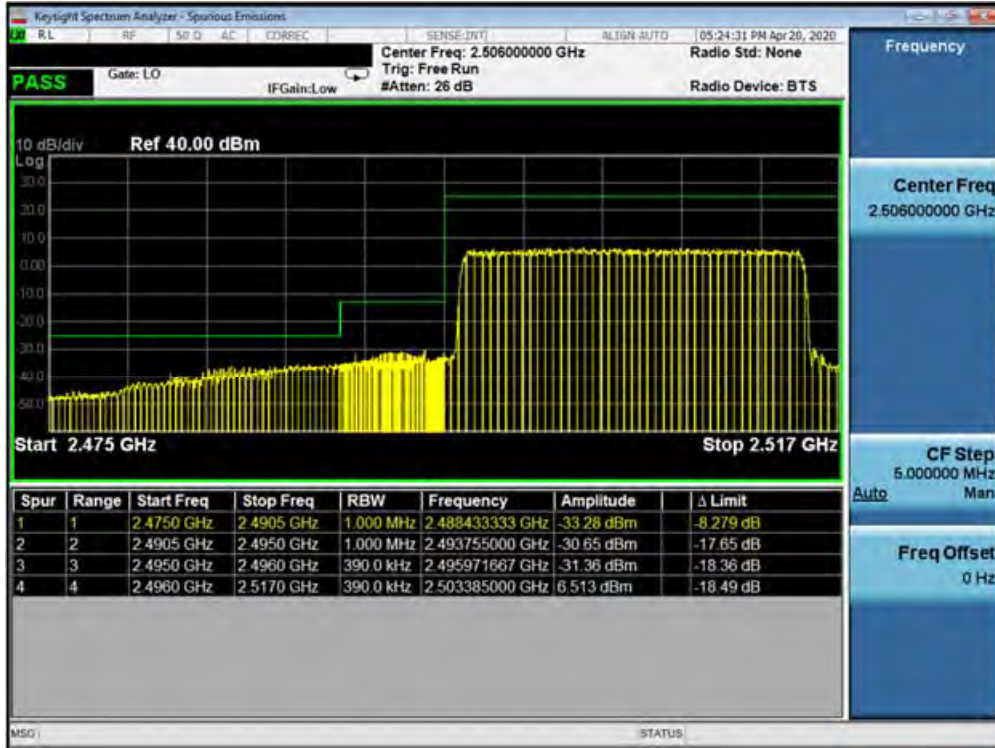 Keysight Spectrum Analyzer - Spurious Emissions
RL RF 50 Ω AC CORREC SENSE:INT ALIGN AUTO 05:24:31 PM Apr 20, 2020
Center Freq: 2.506000000 GHz Radio Std: None
PASS Gate: LO Trig: Free Run
IFGain:Low #Atten: 26 dB Radio Device: BTS
Frequency
10 dB/div Ref 40.00 dBm
Log
30.0
20.0
10.0
0.00
-10.0
-20.0
-30.0
-40.0
-50.0
Start 2.475 GHz Stop 2.517 GHz
Center Freq
2.506000000 GHz
CF Step
5.000000 MHz
Auto Man
Freq Offset
0 Hz
Spur Range Start Freq Stop Freq RBW Frequency Amplitude Δ Limit
1 1 2.4750 GHz 2.4905 GHz 1.000 MHz 2.488433333 GHz -33.28 dBm -8.279 dB
2 2 2.4905 GHz 2.4950 GHz 1.000 MHz 2.493755000 GHz -30.65 dBm -17.65 dB
3 3 2.4950 GHz 2.4960 GHz 390.0 kHz 2.495971667 GHz -31.36 dBm -18.36 dB
4 4 2.4960 GHz 2.5170 GHz 390.0 kHz 2.503385000 GHz 6.513 dBm -18.49 dB
MSG STATUS